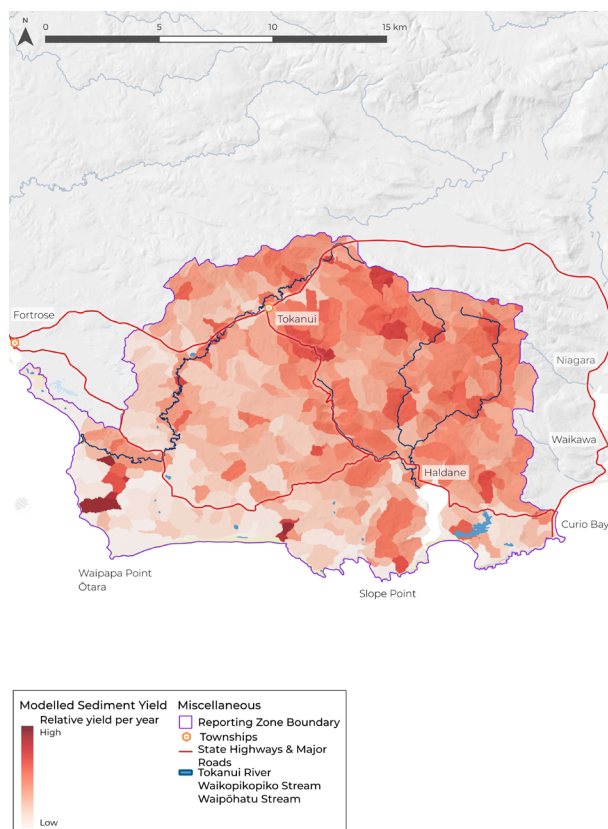 0 5 10 15 km
N
Fortrose
Tokanui
Niagara
Waikawa
Haldane
Curio Bay
Waipapa Point
Ōtara
Slope Point
Modelled Sediment Yield
Relative yield per year
High
Low
Miscellaneous
Reporting Zone Boundary
Townships
State Highways & Major
Roads
Tokanui River
Waikopikopiko Stream
Waipōhatu Stream